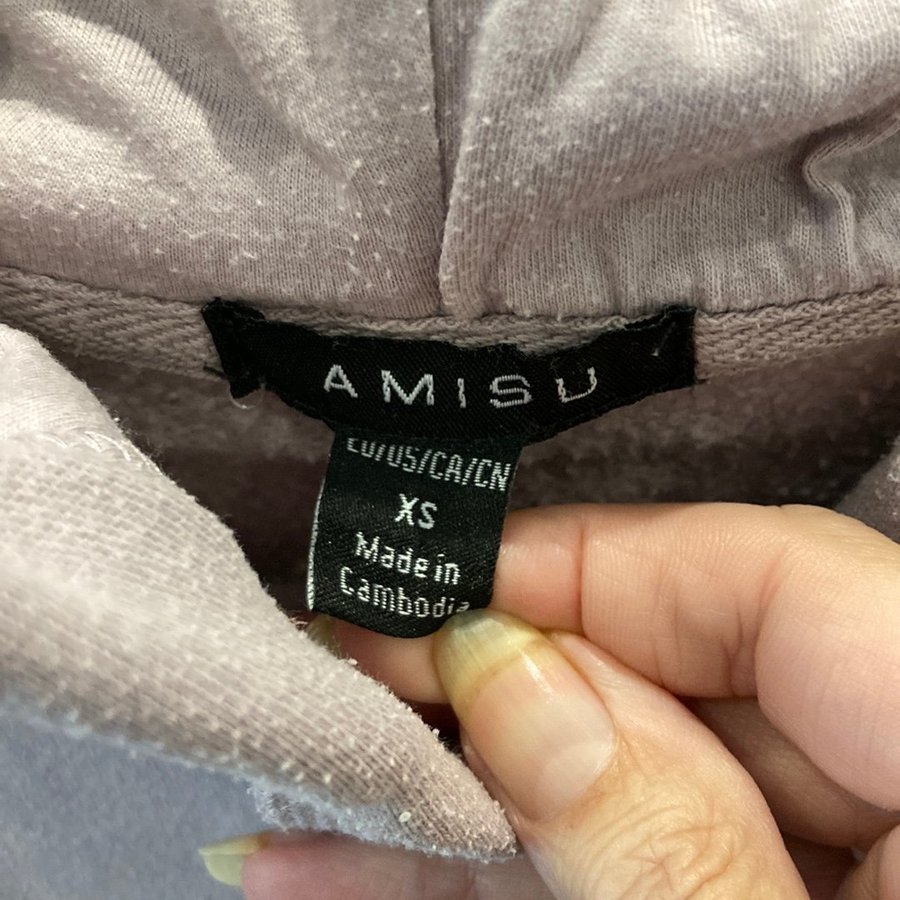 AMISU
EU/US/CA/CN
XS
Made in
Cambodia